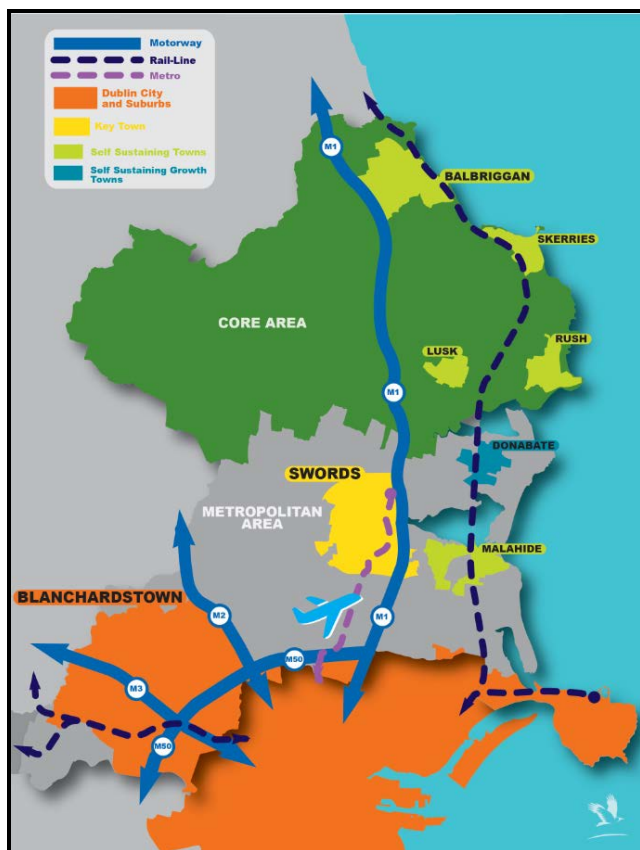 Motorway
Rail-Line
Metro
Dublin City
and Suburbs
Key Town
Self Sustaining Towns
Self Sustaining Growth
Towns
M1
BALBRIGGAN
SKERRIES
CORE AREA
LUSK
RUSH
M1
DONABATE
SWORDS
METROPOLITAN
AREA
MALAHIDE
BLANCHARDSTOWN
M2
M1
M50
M3
M50